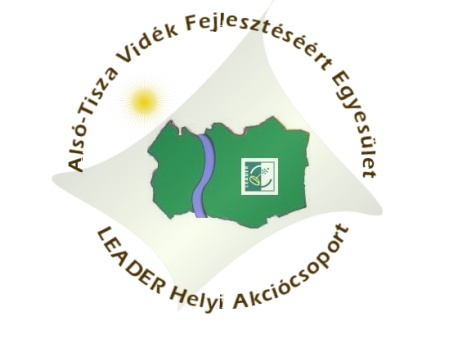 Alsó-Tisza Vidék Fejlesztéséért Egyesület
LEADER Helyi Akciócsoport